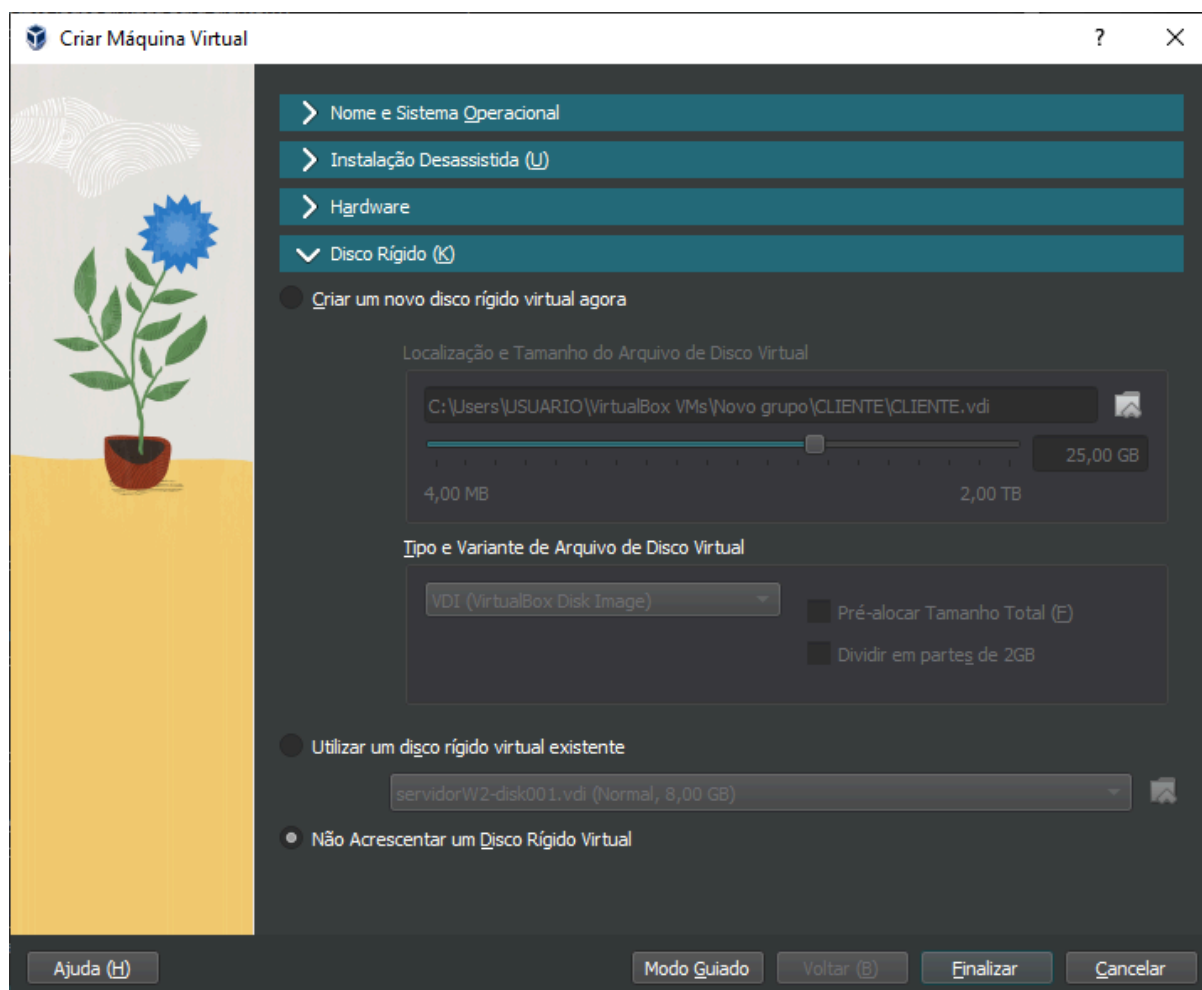 Criar Máquina Virtual
?
Nome e Sistema Operacional
Instalação Desassistida (U)
Hardware
Disco Rígido (K)
Criar um novo disco rígido virtual agora
Localização e Tamanho do Arquivo de Disco Virtual
C:\Users\USUARIO\VirtualBox VMs\Novo grupo\CLIENTE\CLIENTE.vdi
25,00 GB
4,00 MB 2,00 TB
Tipo e Variante de Arquivo de Disco Virtual
VDI (VirtualBox Disk Image)
Pré-alocar Tamanho Total (F)
Dividir em partes de 2GB
Utilizar um disco rígido virtual existente
servidorW2-disk001.vdi (Normal, 8,00 GB)
Não Acrescentar um Disco Rígido Virtual
Ajuda (H) Modo Guiado Voltar (B) Finalizar Cancelar